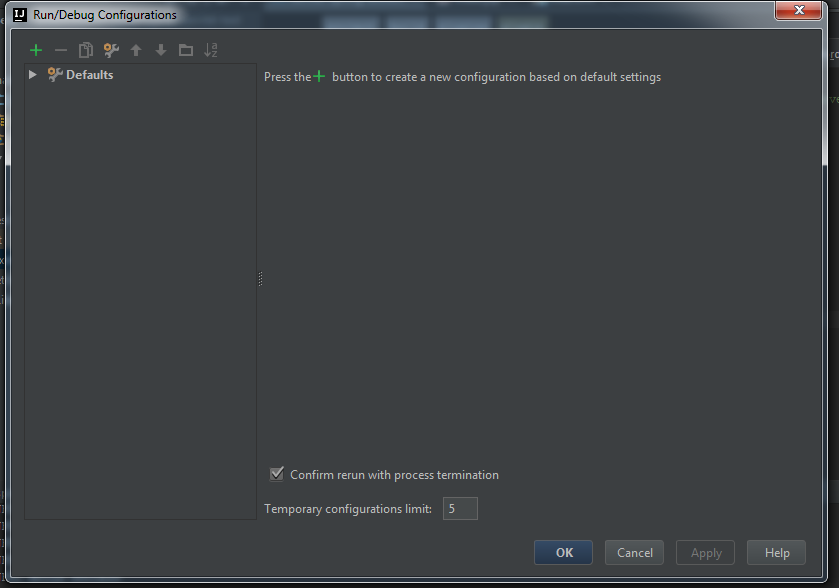 IJ Run/Debug Configurations
Defaults
Press the + button to create a new configuration based on default settings
Confirm rerun with process termination
Temporary configurations limit: 5
OK Cancel Apply Help